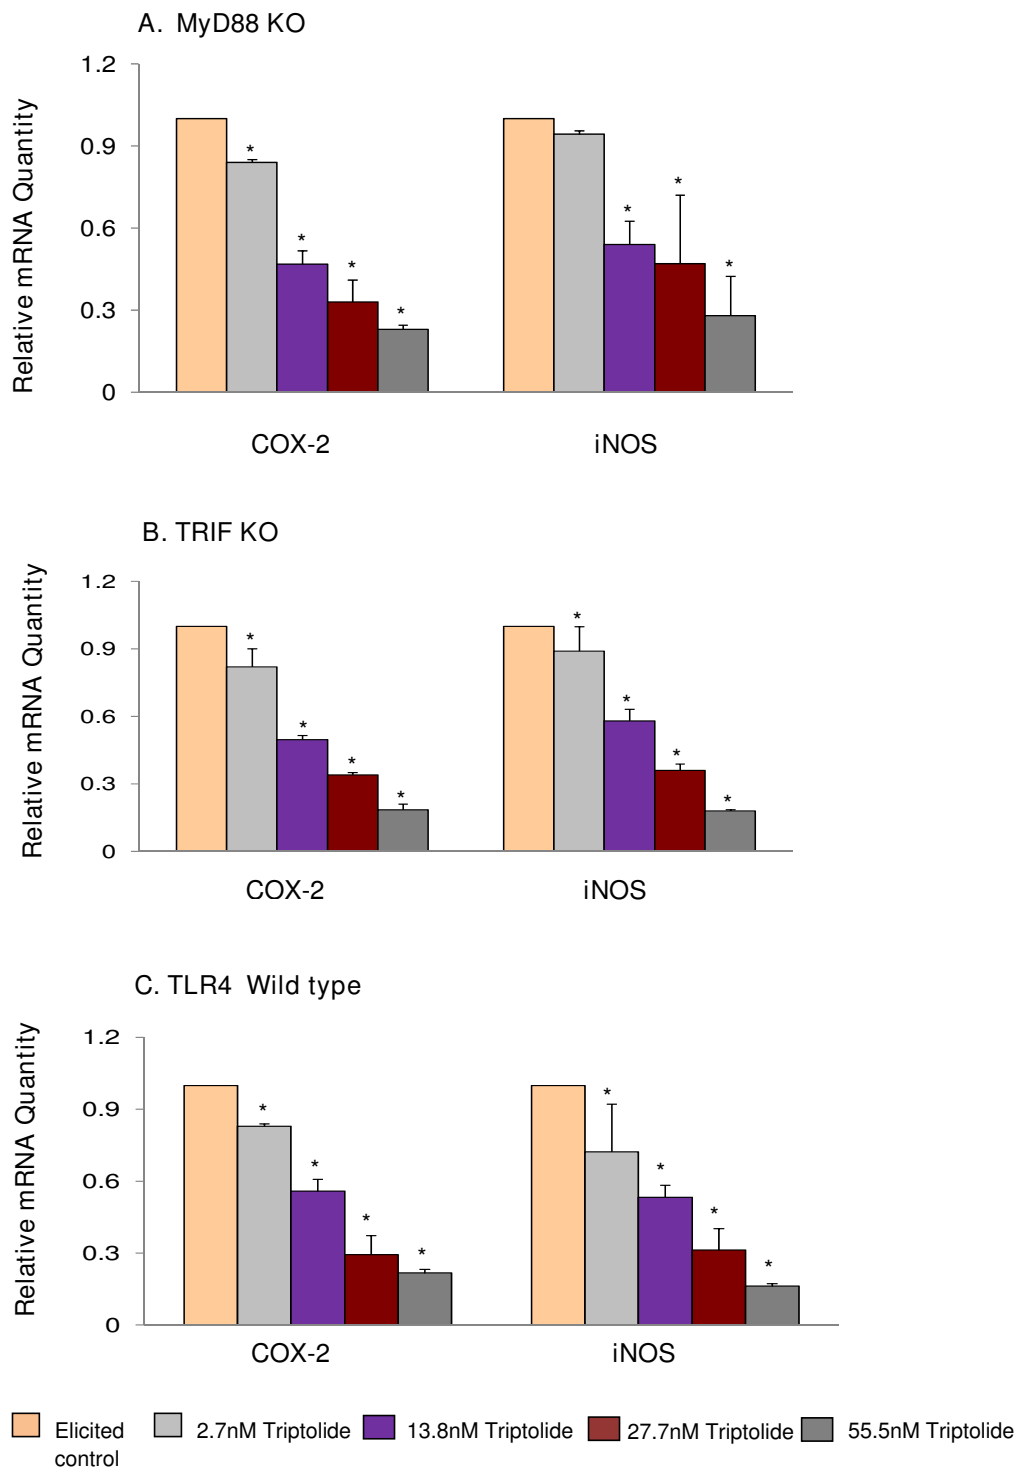 A. MyD88 KO
Relative mRNA Quantity
1.2
0.9
0.6
0.3
0
*
*
*
*
*
*
*
COX-2
iNOS
B. TRIF KO
Relative mRNA Quantity
1.2
0.9
0.6
0.3
0
*
*
*
*
*
*
*
*
COX-2
iNOS
C. TLR4 Wild type
Relative mRNA Quantity
1.2
0.9
0.6
0.3
0
*
*
*
*
*
*
*
*
COX-2
iNOS
Elicited
control
2.7nM Triptolide
13.8nM Triptolide
27.7nM Triptolide
55.5nM Triptolide